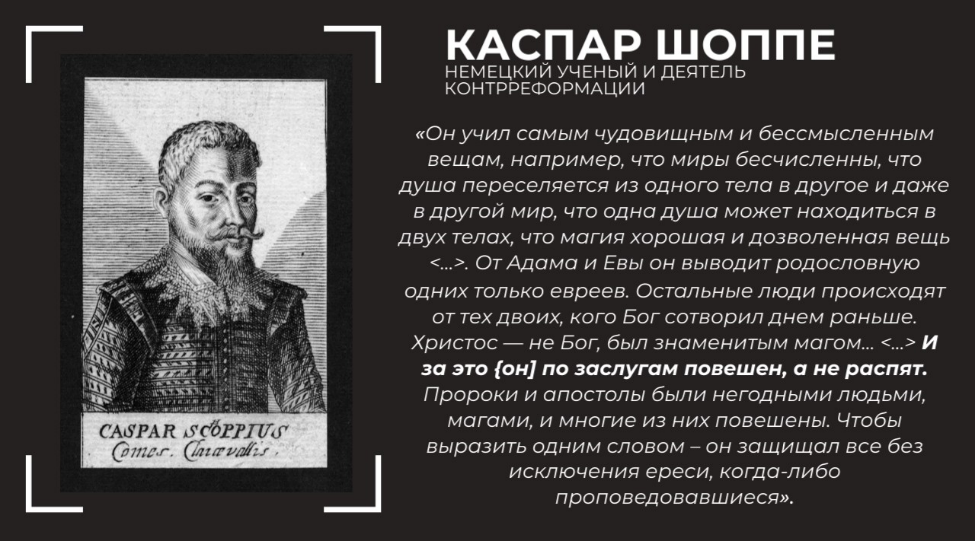 КАСПАР ШОППЕ
НЕМЕЦКИЙ УЧЕНЫЙ И ДЕЯТЕЛЬ
КОНТРРЕФОРМАЦИИ
«Он учил самым чудовищным и бессмысленным
вещам, например, что миры бесчисленны, что
душа переселяется из одного тела в другое и даже
в другой мир, что одна душа может находиться в
двух телах, что магия хорошая и дозволенная вещь
<...>. От Адама и Евы он выводит родословную
одних только евреев. Остальные люди происходят
от тех двоих, кого Бог сотворил днем раньше.
Христос — не Бог, был знаменитым магом... <...> И
за это {он] по заслугам повешен, а не распят.
Пророки и апостолы были негодными людьми,
магами, и многие из них повешены. Чтобы
выразить одним словом – он защищал все без
исключения ереси, когда-либо
проповедовавшиеся».
CASPAR SCOPPIUS
Comes. Claravallis.